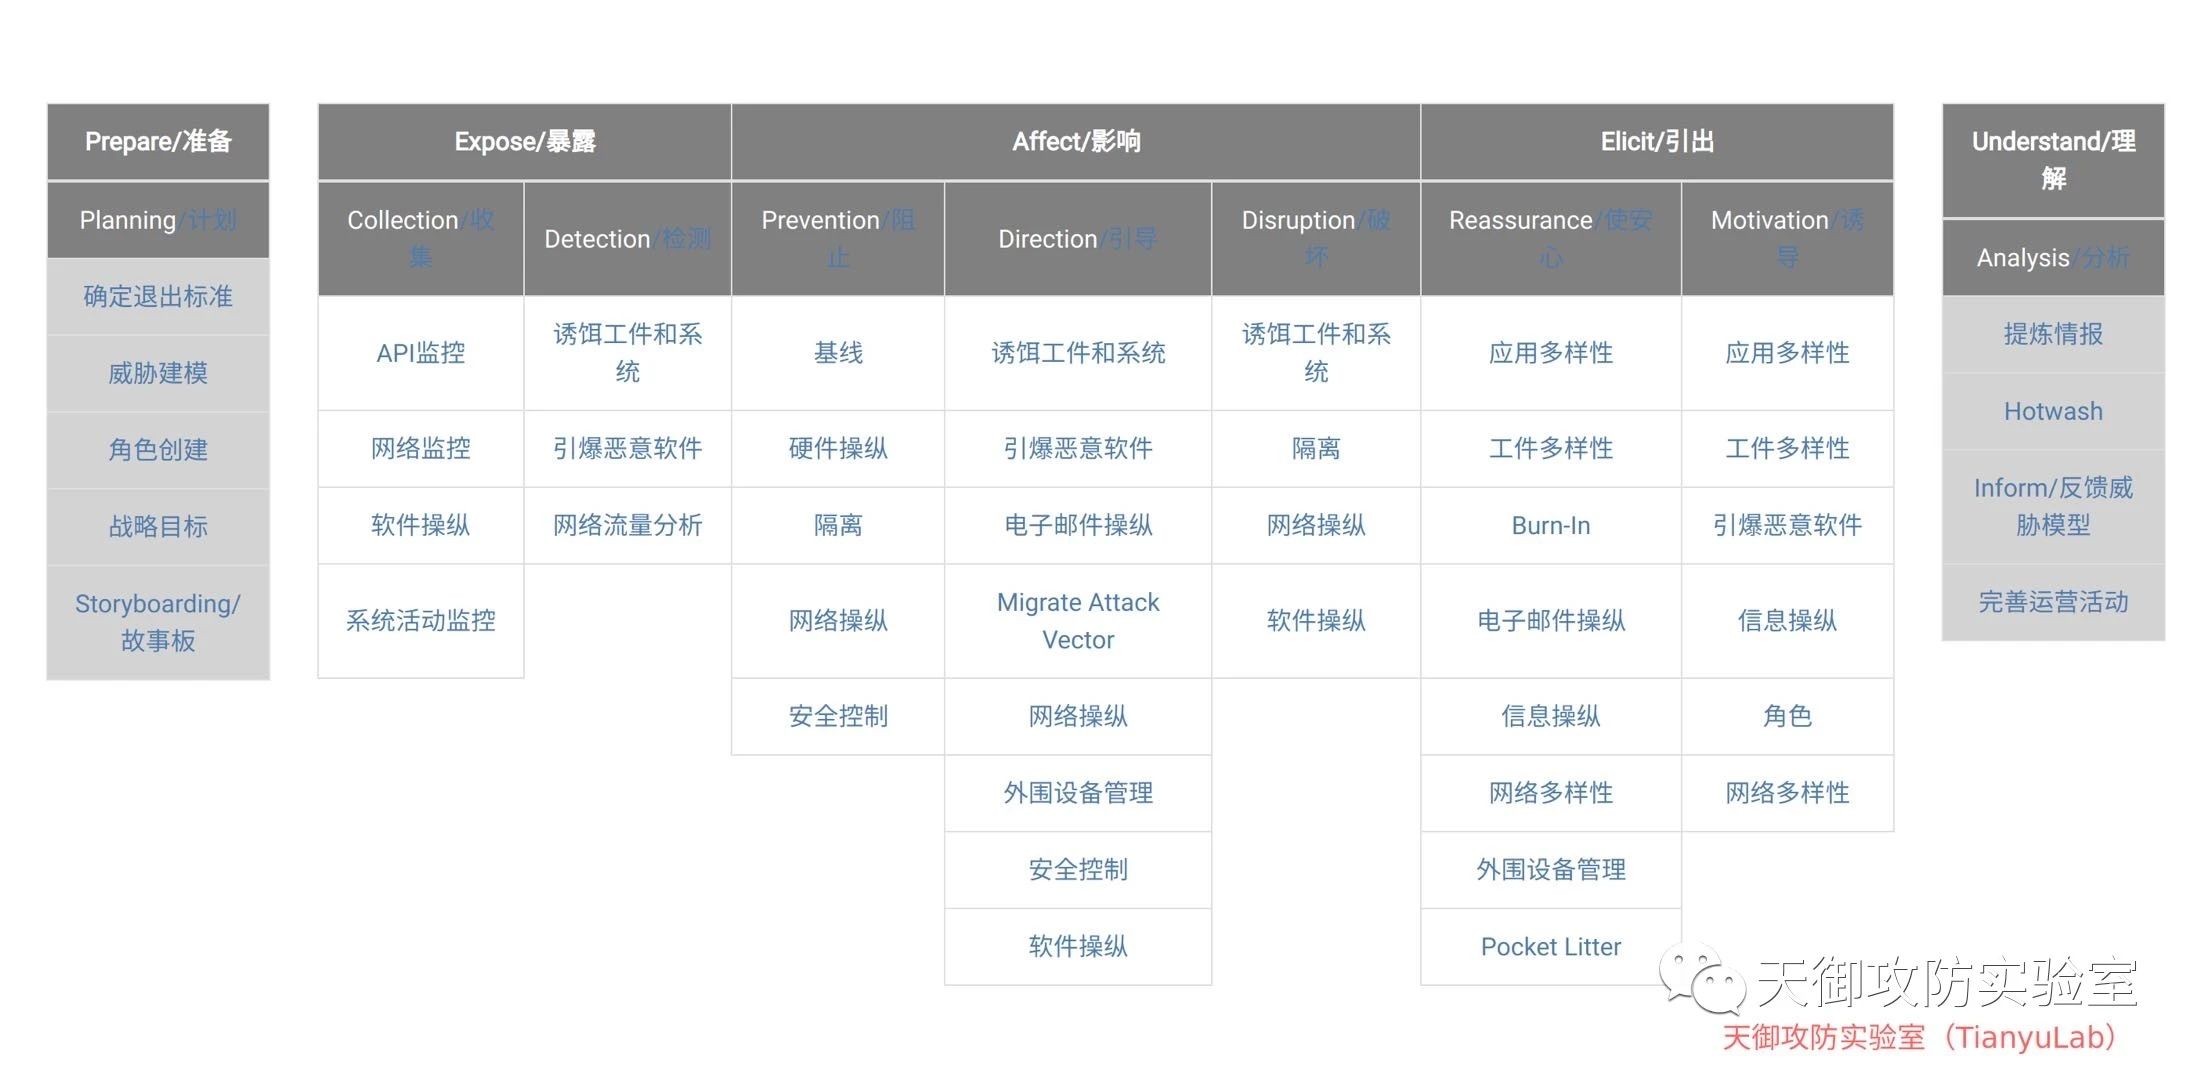 Prepare/准备
Expose/暴露
Affect/影响
Elicit/引出
Understand/理
解
Planning/计划
Collection/收
集
Detection/检测
Prevention/阻
止
Direction/引导
Disruption/破
坏
Reassurance/使安
心
Motivation/诱
导
Analysis/分析
确定退出标准
威胁建模
角色创建
战略目标
Storyboarding/
故事板
API监控
网络监控
软件操纵
系统活动监控
诱饵工件和系
统
引爆恶意软件
网络流量分析
基线
硬件操纵
隔离
网络操纵
安全控制
诱饵工件和系统
引爆恶意软件
电子邮件操纵
Migrate Attack
Vector
网络操纵
外围设备管理
安全控制
软件操纵
诱饵工件和系
统
隔离
网络操纵
软件操纵
应用多样性
工件多样性
Burn-In
电子邮件操纵
信息操纵
网络多样性
外围设备管理
Pocket Litter
应用多样性
工件多样性
引爆恶意软件
信息操纵
角色
网络多样性
提炼情报
Hotwash
Inform/反馈威
胁模型
完善运营活动
天御攻防实验室
天御攻防实验室（TianyuLab）